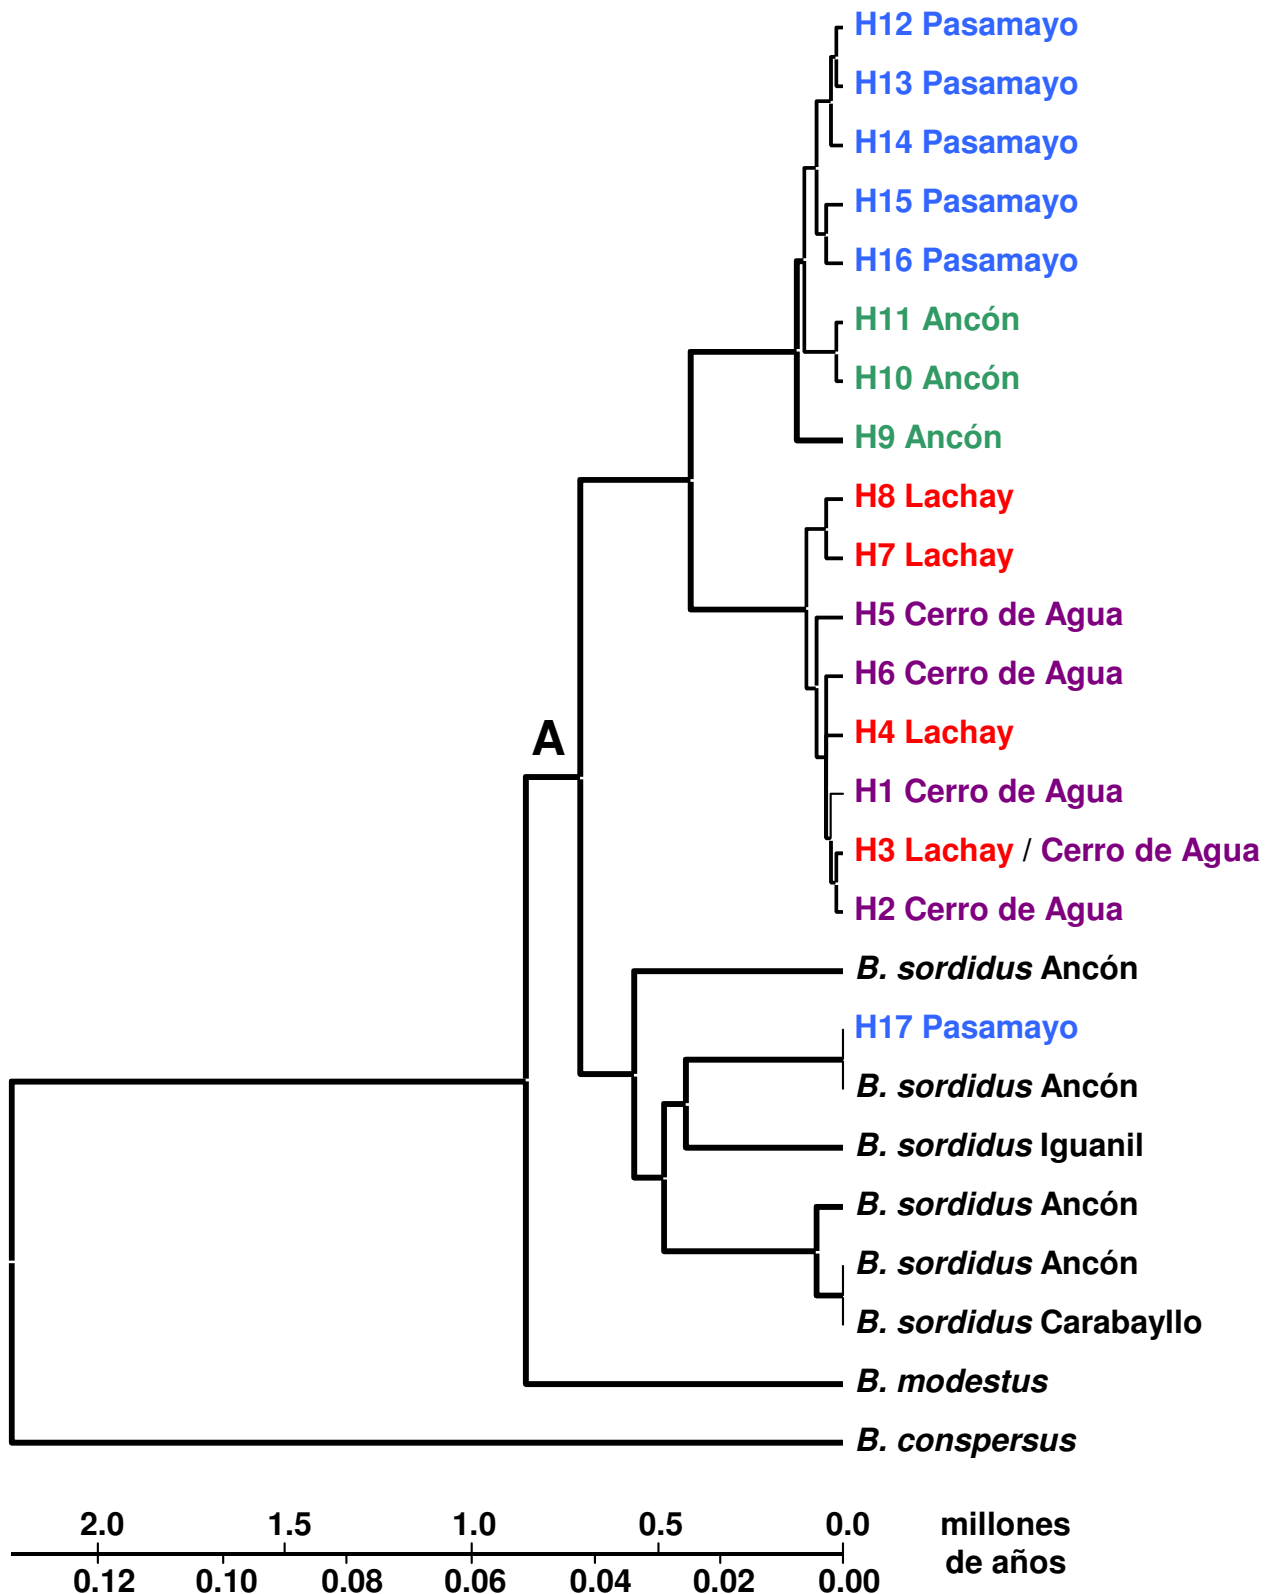 H12 Pasamayo
H13 Pasamayo
H14 Pasamayo
H15 Pasamayo
H16 Pasamayo
H11 Ancón
H10 Ancón
H9 Ancón
H8 Lachay
H7 Lachay
H5 Cerro de Agua
H6 Cerro de Agua
A
H4 Lachay
H1 Cerro de Agua
H3 Lachay / Cerro de Agua
H2 Cerro de Agua
B. sordidus Ancón
H17 Pasamayo
B. sordidus Ancón
B. sordidus Iguanil
B. sordidus Ancón
B. sordidus Ancón
B. sordidus Carabayllo
B. modestus
B. conspersus
2.0 1.5 1.0 0.5 0.0 millones
de años
0.12 0.10 0.08 0.06 0.04 0.02 0.00